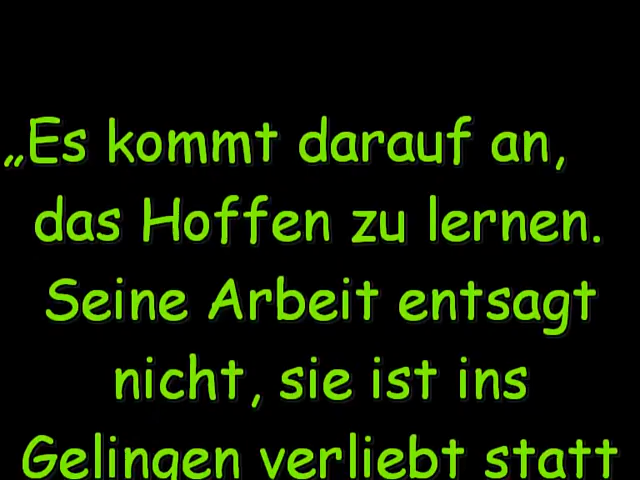 „Es kommt darauf an,
das Hoffen zu lernen.
Seine Arbeit entsagt
nicht, sie ist ins
Gelingen verliebt statt